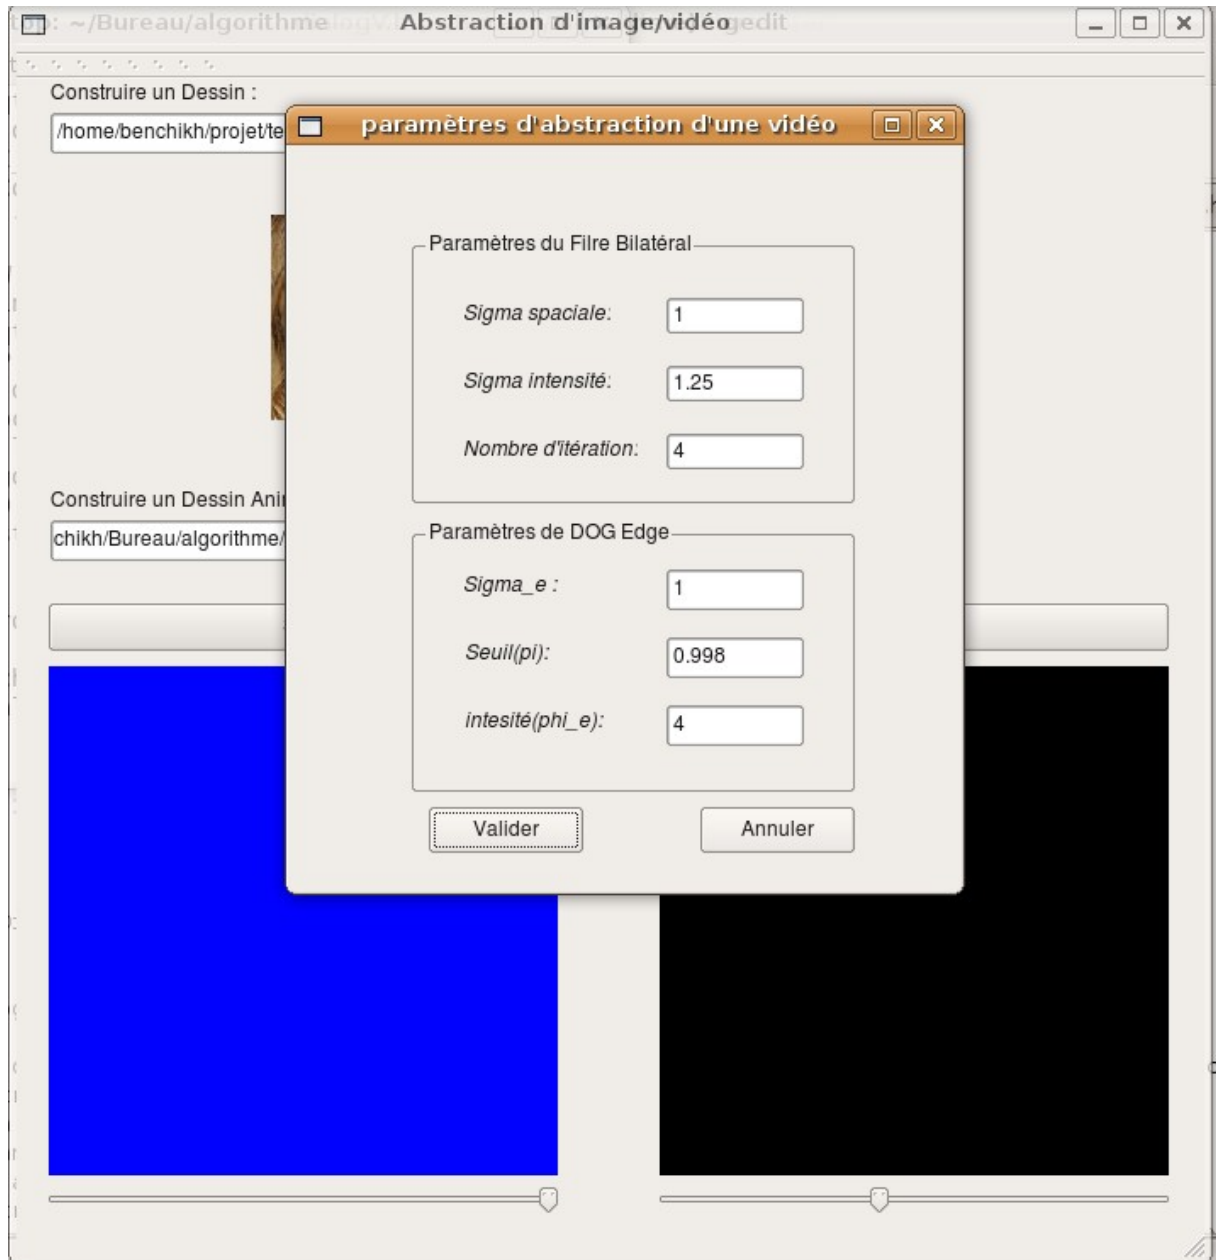 top: ~/Bureau/algorithme
Abstraction d'image/vidéo
gedit
Construire un Dessin :
/home/benchikh/projet/te
paramètres d'abstraction d'une vidéo
Paramètres du Filre Bilatéral
Sigma spaciale: 1
Sigma intensité: 1.25
Nombre d'itération: 4
Construire un Dessin Ani
chikh/Bureau/algorithme/
Paramètres de DOG Edge
Sigma_e : 1
Seuil(pi): 0.998
intesité(phi_e): 4
Valider
Annuler